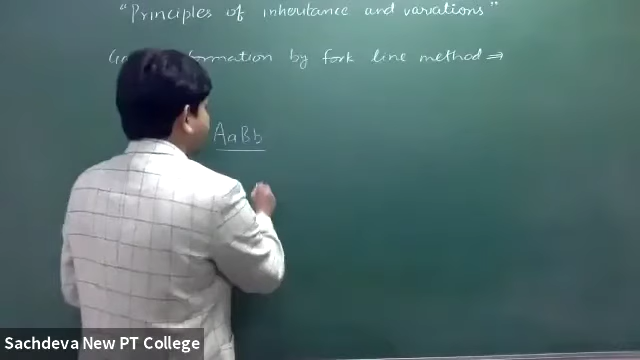 "Principles of inheritance and variations"
formation by fork line method ⇒
AaBb
Sachdeva New PT College